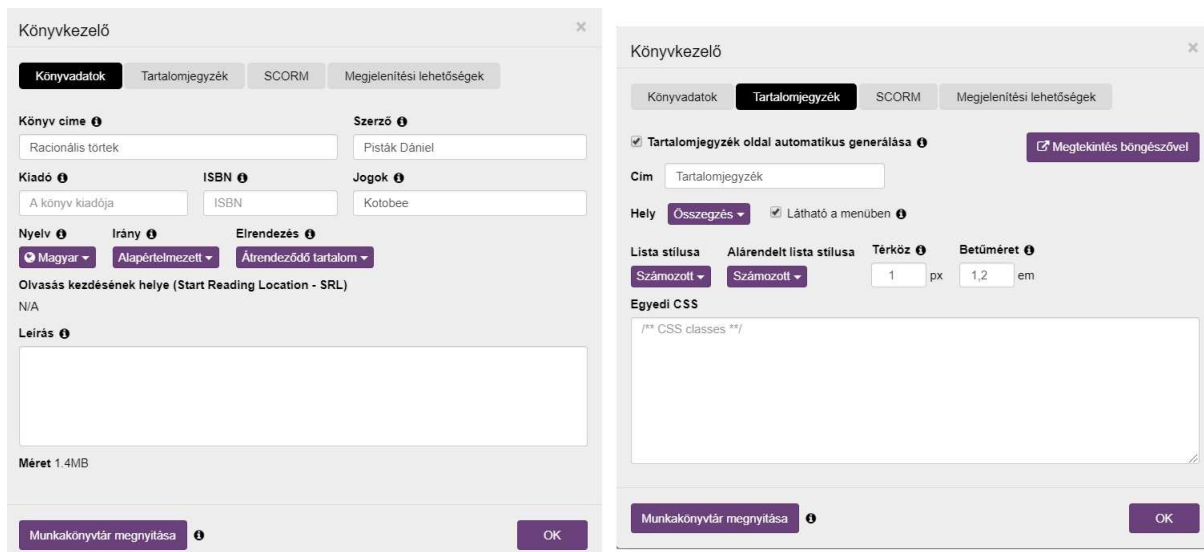 Könyvkezelő ×
Könyvadatok Tartalomjegyzék SCORM Megjelenítési lehetőségek
Könyv címe Szerző
Racionális törtek Pisták Dániel
Kiadó ISBN Jogok
A könyv kiadója ISBN Kotobee
Nyelv Irány Elrendezés
Magyar Alapértelmezett Átrendeződő tartalom
Olvasás kezdésének helye (Start Reading Location - SRL)
N/A
Leírás
Méret 1.4MB
Munkakönyvtár megnyitása OK
Könyvkezelő ×
Könyvadatok Tartalomjegyzék SCORM Megjelenítési lehetőségek
Tartalomjegyzék oldal automatikus generálása Megtekintés böngészővel
Cím Tartalomjegyzék
Hely Összegzés Látható a menüben
Lista stílusa Alárendelt lista stílusa Térköz Betűméret
Számozott Számozott 1 px 1,2 em
Egyedi CSS
/** CSS classes **/
Munkakönyvtár megnyitása OK